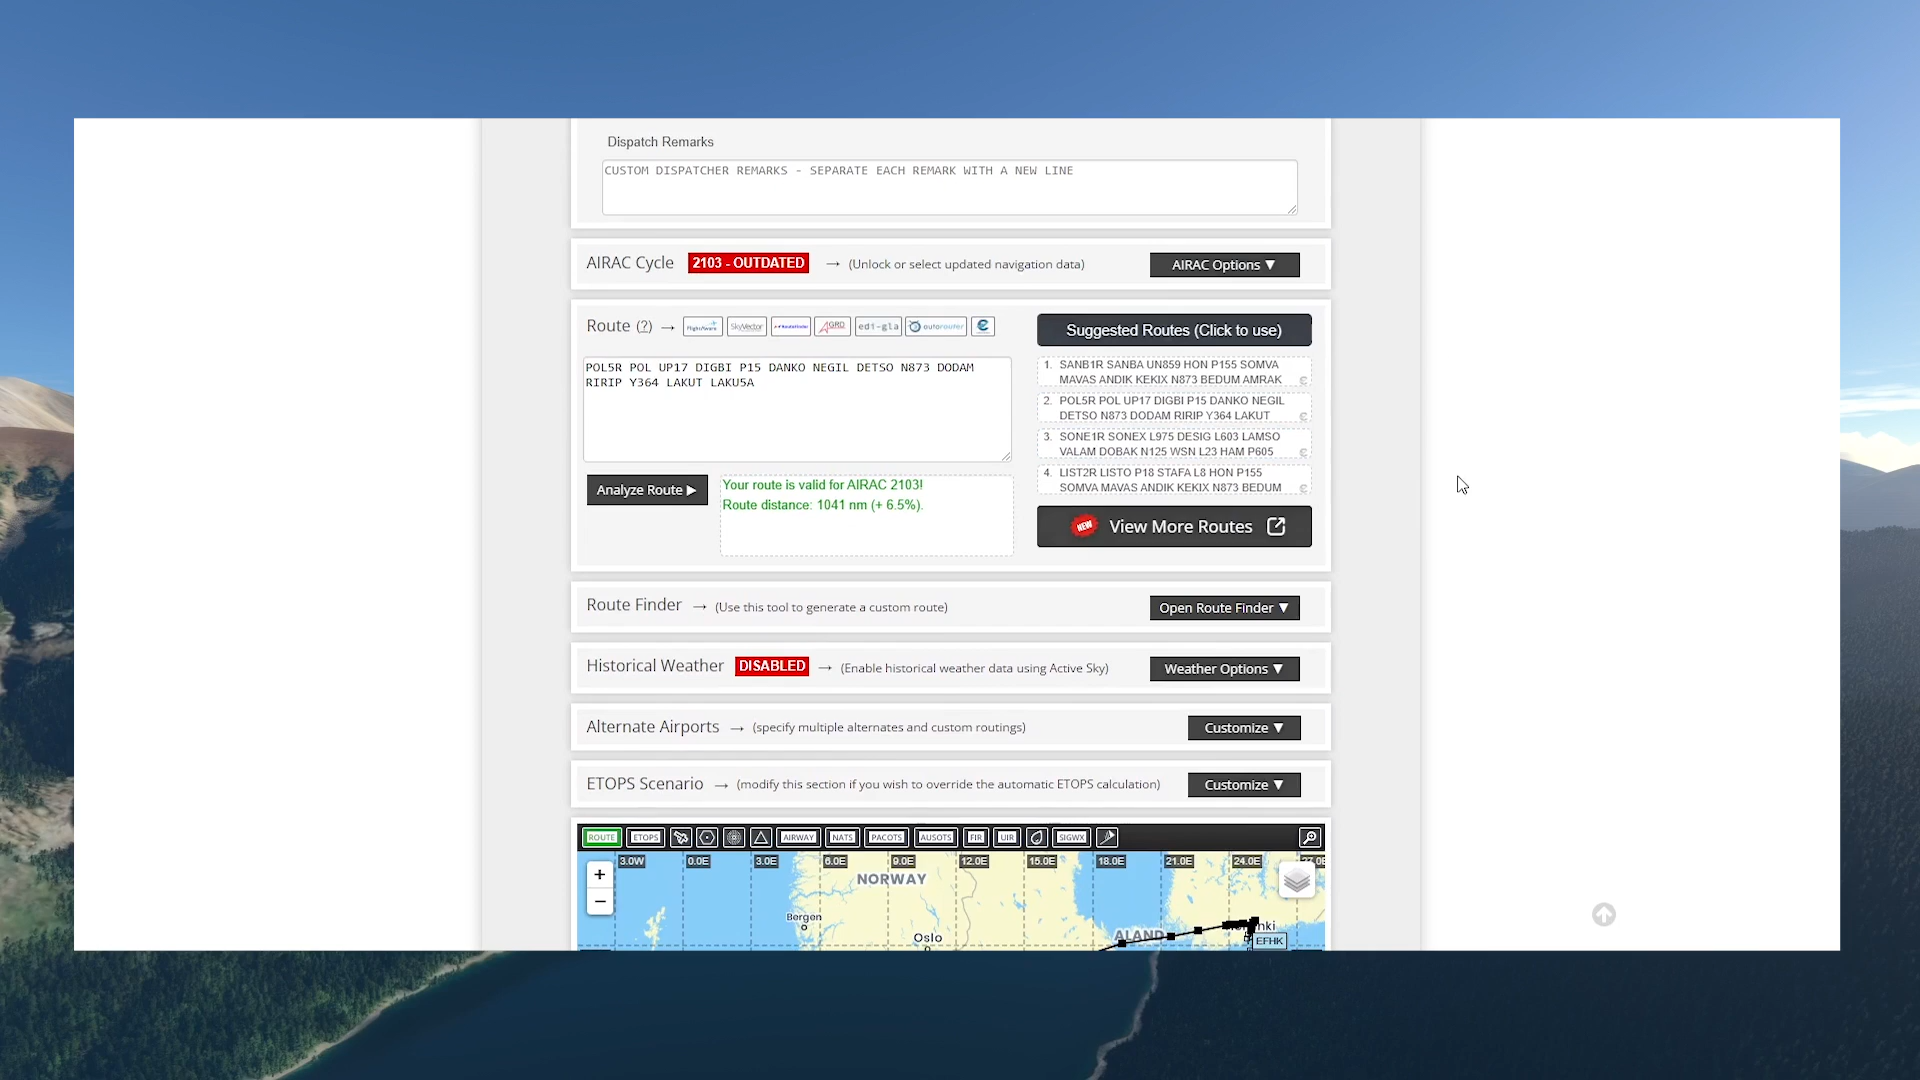 Dispatch Remarks
CUSTOM DISPATCHER REMARKS - SEPARATE EACH REMARK WITH A NEW LINE
AIRAC Cycle 2103 - OUTDATED → (Unlock or select updated navigation data) AIRAC Options ▼
Route (?) → FlightAware SkyVector GRD edi-gla autorouter
Suggested Routes (Click to use)
POL5R POL UP17 DIGBI P15 DANKO NEGIL DETSO N873 DODAM
RIRIP Y364 LAKUT LAKU5A
1. SANB1R SANBA UN859 HON P155 SOMVA
MAVAS ANDIK KEKIX N873 BEDUM AMRAK
2. POL5R POL UP17 DIGBI P15 DANKO NEGIL
DETSO N873 DODAM RIRIP Y364 LAKUT
3. SONE1R SONEX L975 DESIG L603 LAMSO
VALAM DOBAK N125 WSN L23 HAM P605
4. LIST2R LISTO P18 STAFA L8 HON P155
SOMVA MAVAS ANDIK KEKIX N873 BEDUM
Analyze Route ▶
Your route is valid for AIRAC 2103!
Route distance: 1041 nm (+ 6.5%).
NEW View More Routes
Route Finder → (Use this tool to generate a custom route) Open Route Finder ▼
Historical Weather DISABLED → (Enable historical weather data using Active Sky) Weather Options ▼
Alternate Airports → (specify multiple alternates and custom routings) Customize ▼
ETOPS Scenario → (modify this section if you wish to override the automatic ETOPS calculation) Customize ▼
ROUTE ETOPS AIRWAY NATS PACOTS AUSOTS FIR UIR SIGWX
3.0W 0.0E 3.0E 6.0E 9.0E 12.0E 15.0E 18.0E 21.0E 24.0E
+
−
NORWAY
Bergen
Oslo
ALAND
EFHK